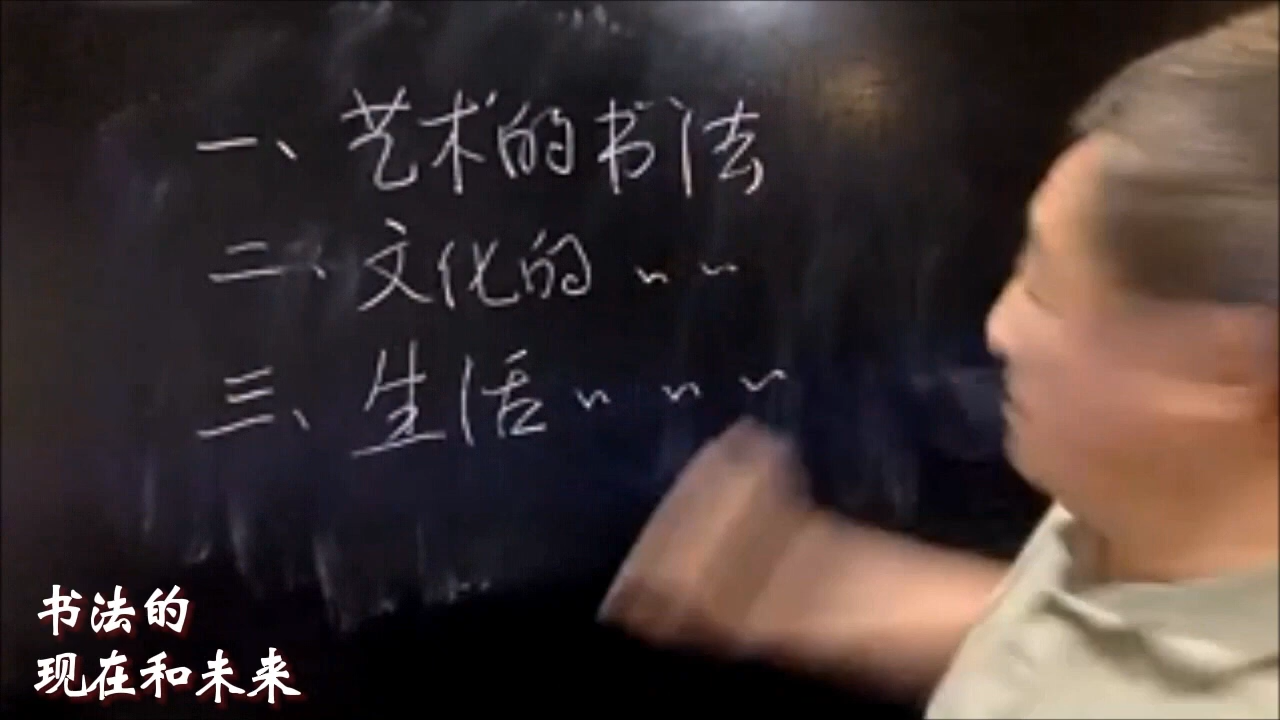 一、艺术的书法
二、文化的〃〃
三、生活〃〃〃
书法的
现在和未来